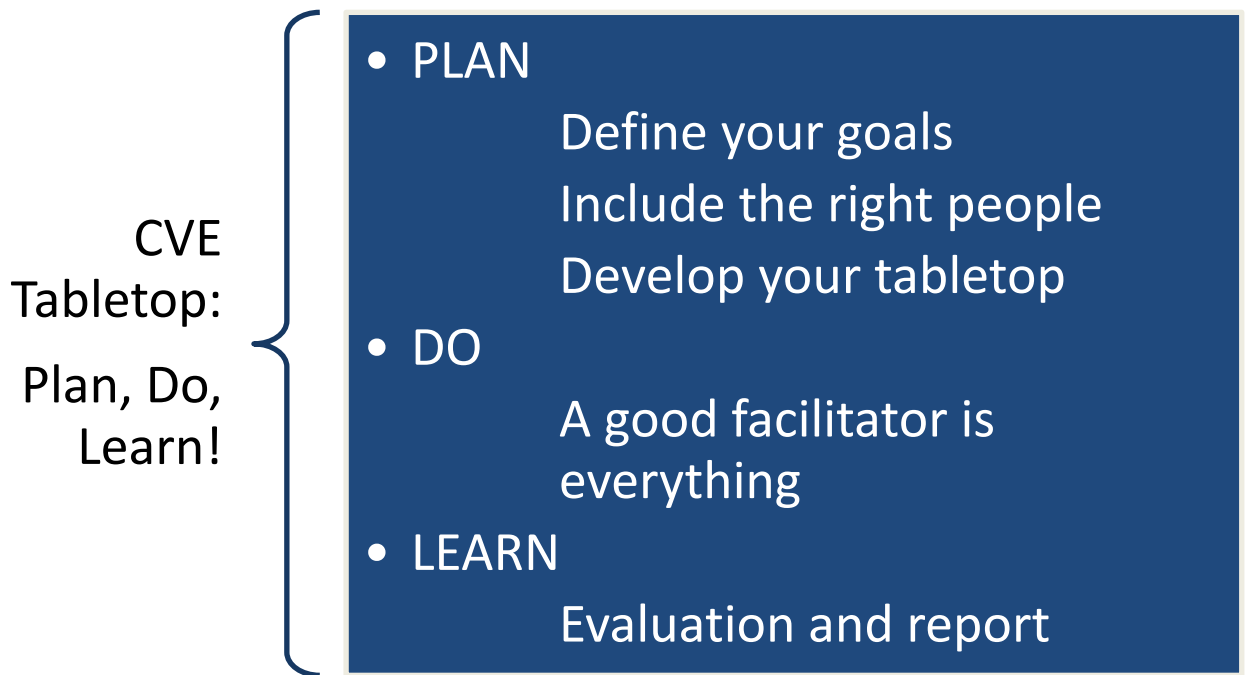 CVE
Tabletop:
Plan, Do,
Learn!
• PLAN
Define your goals
Include the right people
Develop your tabletop
• DO
A good facilitator is
everything
• LEARN
Evaluation and report